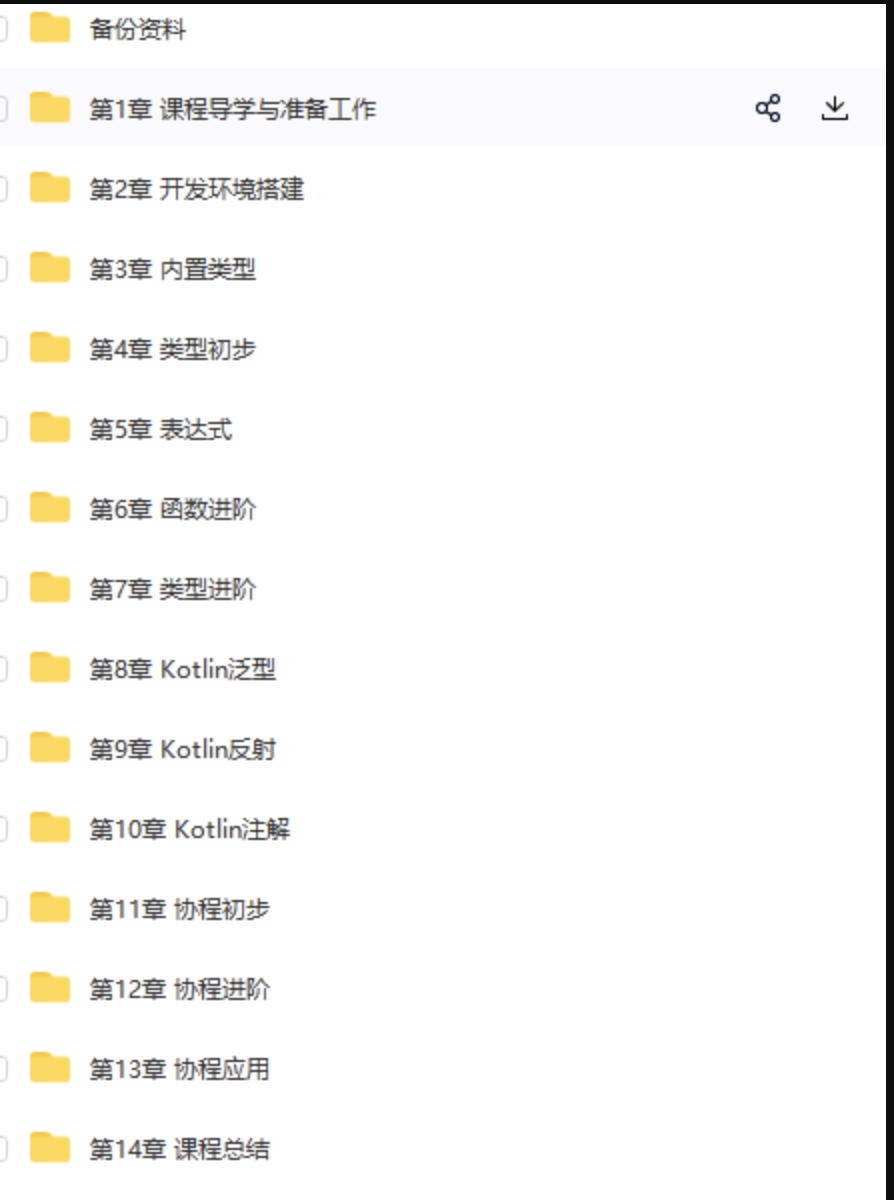 备份资料
第1章 课程导学与准备工作
第2章 开发环境搭建
第3章 内置类型
第4章 类型初步
第5章 表达式
第6章 函数进阶
第7章 类型进阶
第8章 Kotlin泛型
第9章 Kotlin反射
第10章 Kotlin注解
第11章 协程初步
第12章 协程进阶
第13章 协程应用
第14章 课程总结